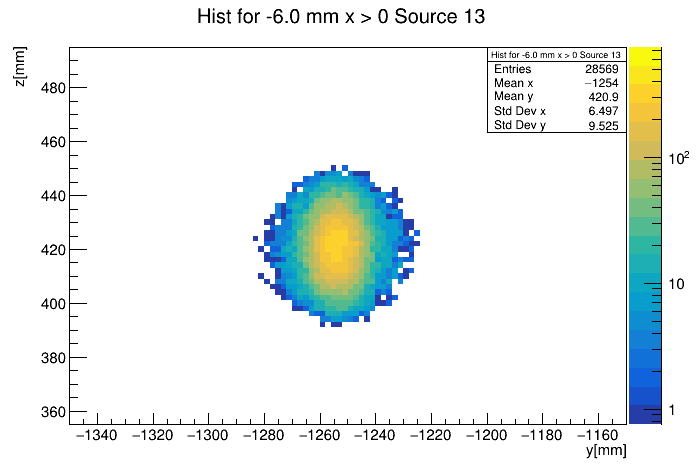 Hist for -6.0 mm x > 0 Source 13
z[mm]
Hist for -6.0 mm x > 0 Source 13
Entries 28569
Mean x −1254
Mean y 420.9
Std Dev x 6.497
Std Dev y 9.525
480
460
440
420
400
380
360
10²
10
1
−1340 −1320 −1300 −1280 −1260 −1240 −1220 −1200 −1180 −1160
y[mm]